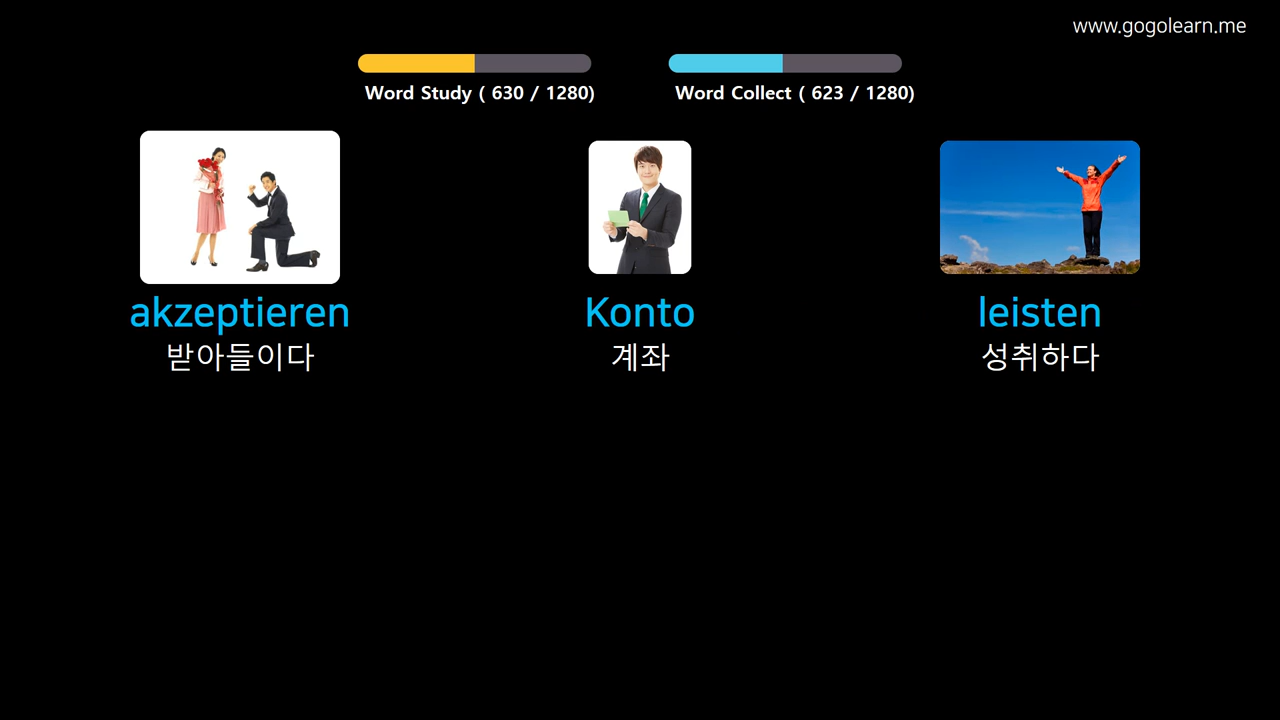 www.gogolearn.me
Word Study ( 630 / 1280)
Word Collect ( 623 / 1280)
akzeptieren
받아들이다
Konto
계좌
leisten
성취하다